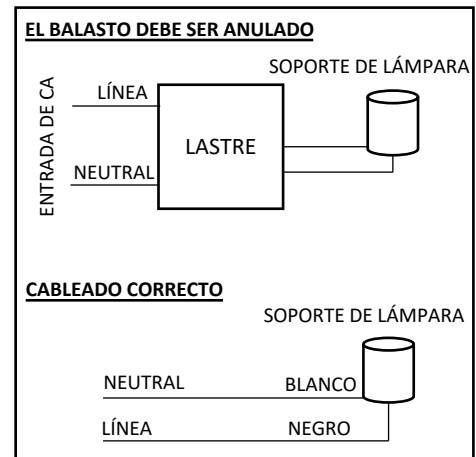 EL BALASTO DEBE SER ANULADO
SOPORTE DE LÁMPARA
ENTRADA DE CA
LÍNEA
LASTRE
NEUTRAL
CABLEADO CORRECTO
SOPORTE DE LÁMPARA
NEUTRAL BLANCO
LÍNEA NEGRO